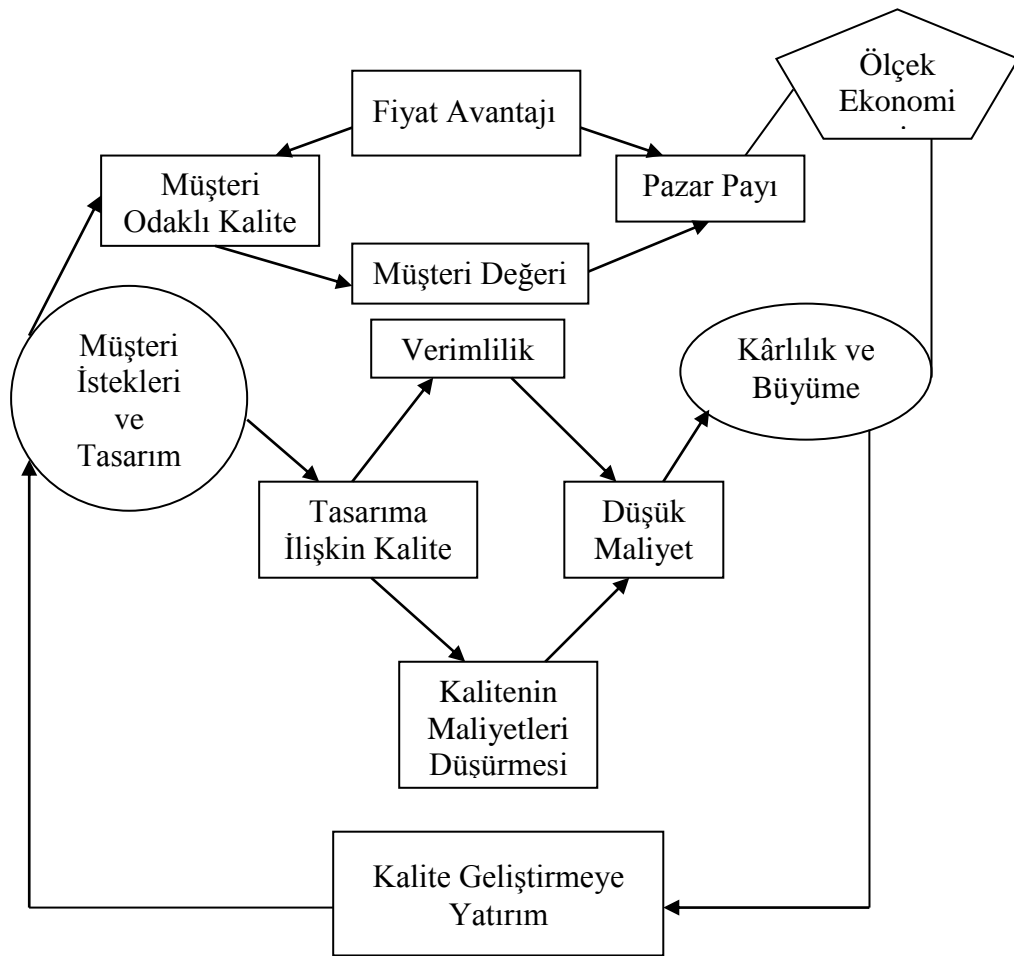 Ölçek
Ekonomi
Fiyat Avantajı
Müşteri
Odaklı Kalite
Pazar Payı
Müşteri Değeri
Müşteri
İstekleri
ve
Tasarım
Verimlilik
Kârlılık ve
Büyüme
Tasarıma
İlişkin Kalite
Düşük
Maliyet
Kalitenin
Maliyetleri
Düşürmesi
Kalite Geliştirmeye
Yatırım